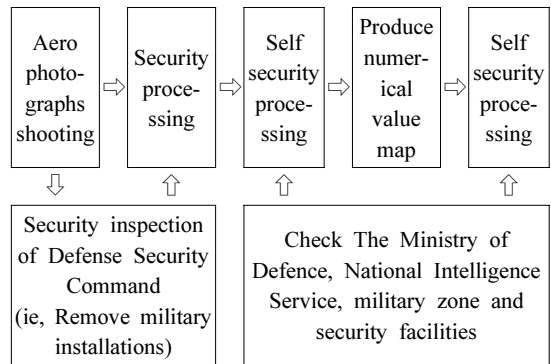 Aero
photo-
graphs
shooting
Security
proce-
ssing
Self
security
proce-
ssing
Produce
numer-
ical
value
map
Self
security
proce-
ssing
Security inspection
of Defense Security
Command
(ie, Remove military
installations)
Check The Ministry of
Defence, National Intelligence
Service, military zone and
security facilities